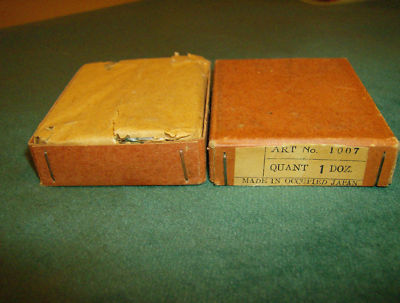 ART No. 1007
QUANT 1 DOZ.
MADE IN OCCUPIED JAPAN